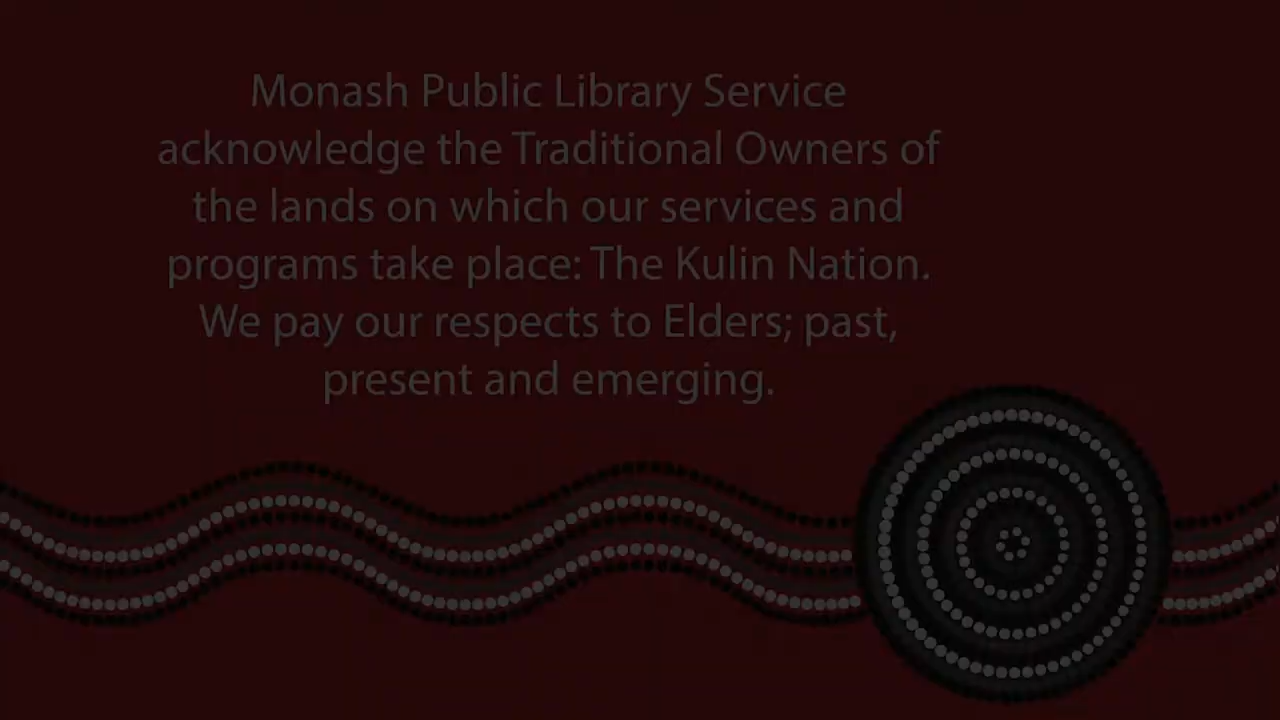 Monash Public Library Service
acknowledge the Traditional Owners of
the lands on which our services and
programs take place: The Kulin Nation.
We pay our respects to Elders; past,
present and emerging.